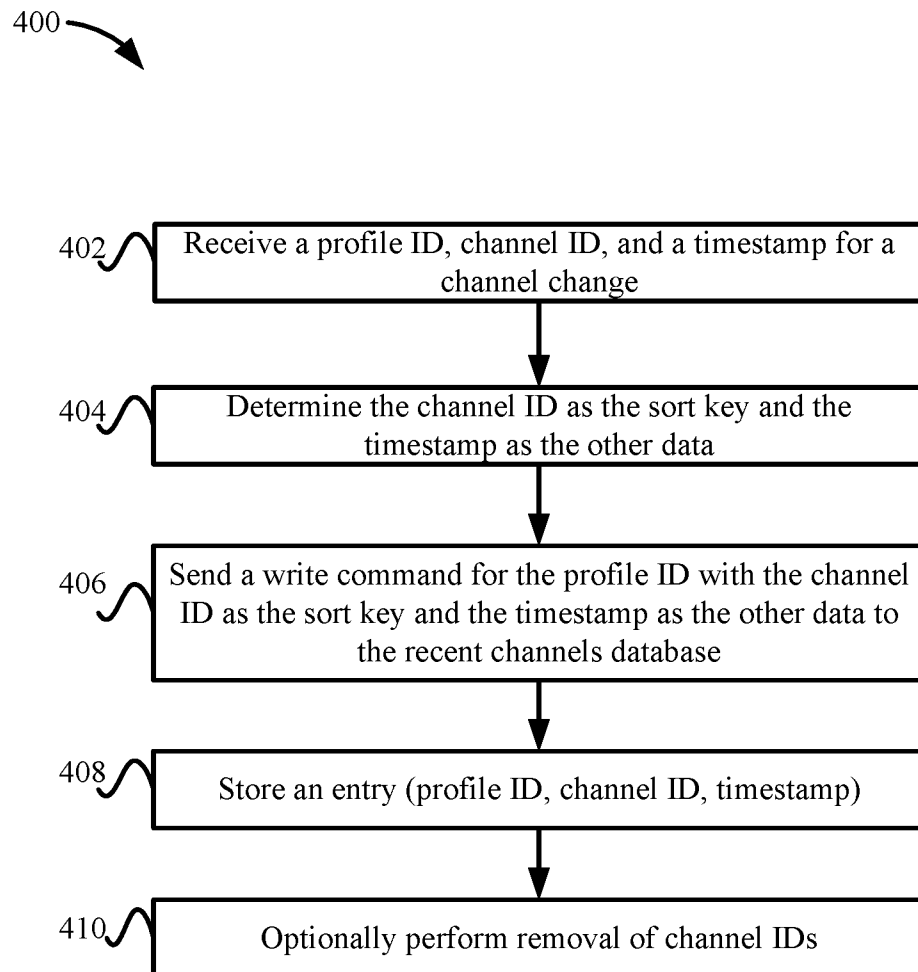 400
402
Receive a profile ID, channel ID, and a timestamp for a
channel change
404
Determine the channel ID as the sort key and the
timestamp as the other data
406
Send a write command for the profile ID with the channel
ID as the sort key and the timestamp as the other data to
the recent channels database
408
Store an entry (profile ID, channel ID, timestamp)
410
Optionally perform removal of channel IDs